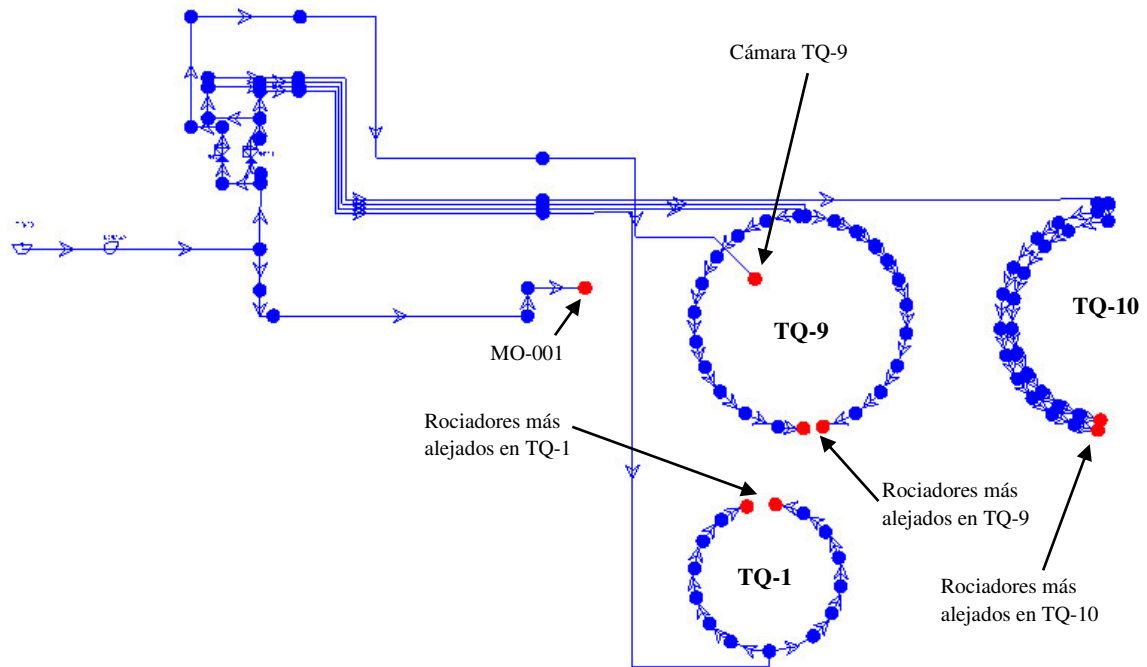 Cámara TQ-9
TQ-9
TQ-10
MO-001
Rociadores más
alejados en TQ-1
Rociadores más
alejados en TQ-9
TQ-1
Rociadores más
alejados en TQ-10